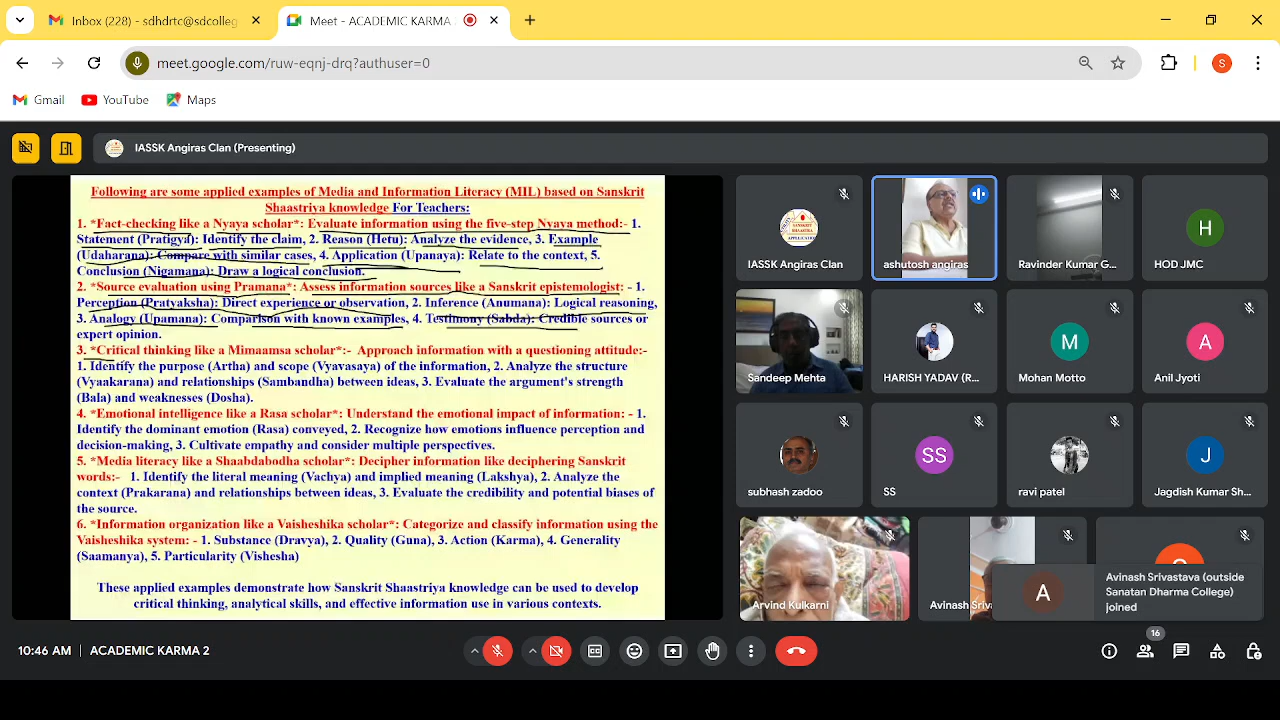 Inbox (228) - sdhdrtc@sdcolleg
Meet - ACADEMIC KARMA
meet.google.com/ruw-eqnj-drq?authuser=0
S
Gmail
YouTube
Maps
IASSK Angiras Clan (Presenting)
Following are some applied examples of Media and Information Literacy (MIL) based on Sanskrit
Shaastriya knowledge For Teachers:
1. *Fact-checking like a Nyaya scholar*: Evaluate information using the five-step Nyaya method:- 1.
Statement (Pratigya): Identify the claim, 2. Reason (Hetu): Analyze the evidence, 3. Example
(Udaharana): Compare with similar cases, 4. Application (Upanaya): Relate to the context, 5.
Conclusion (Nigamana): Draw a logical conclusion.
2. *Source evaluation using Pramana*: Assess information sources like a Sanskrit epistemologist: - 1.
Perception (Pratyaksha): Direct experience or observation, 2. Inference (Anumana): Logical reasoning,
3. Analogy (Upamana): Comparison with known examples, 4. Testimony (Sabda): Credible sources or
expert opinion.
3. *Critical thinking like a Mimaamsa scholar*:- Approach information with a questioning attitude:-
1. Identify the purpose (Artha) and scope (Vyavasaya) of the information, 2. Analyze the structure
(Vyaakarana) and relationships (Sambandha) between ideas, 3. Evaluate the argument's strength
(Bala) and weaknesses (Dosha).
4. *Emotional intelligence like a Rasa scholar*: Understand the emotional impact of information: - 1.
Identify the dominant emotion (Rasa) conveyed, 2. Recognize how emotions influence perception and
decision-making, 3. Cultivate empathy and consider multiple perspectives.
5. *Media literacy like a Shaabdabodha scholar*: Decipher information like deciphering Sanskrit
words:- 1. Identify the literal meaning (Vachya) and implied meaning (Lakshya), 2. Analyze the
context (Prakarana) and relationships between ideas, 3. Evaluate the credibility and potential biases of
the source.
6. *Information organization like a Vaisheshika scholar*: Categorize and classify information using the
Vaisheshika system: - 1. Substance (Dravya), 2. Quality (Guna), 3. Action (Karma), 4. Generality
(Saamanya), 5. Particularity (Vishesha)
These applied examples demonstrate how Sanskrit Shaastriya knowledge can be used to develop
critical thinking, analytical skills, and effective information use in various contexts.
IASSK Angiras Clan
ashutosh angiras
Ravinder Kumar G...
H
HOD JMC
Sandeep Mehta
HARISH YADAV (R...
M
Mohan Motto
A
Anil Jyoti
subhash zadoo
SS
SS
ravi patel
J
Jagdish Kumar Sh...
Arvind Kulkarni
Avinash Sriva
A
Avinash Srivastava (outside
Sanatan Dharma College)
joined
10:46 AM
ACADEMIC KARMA 2
16